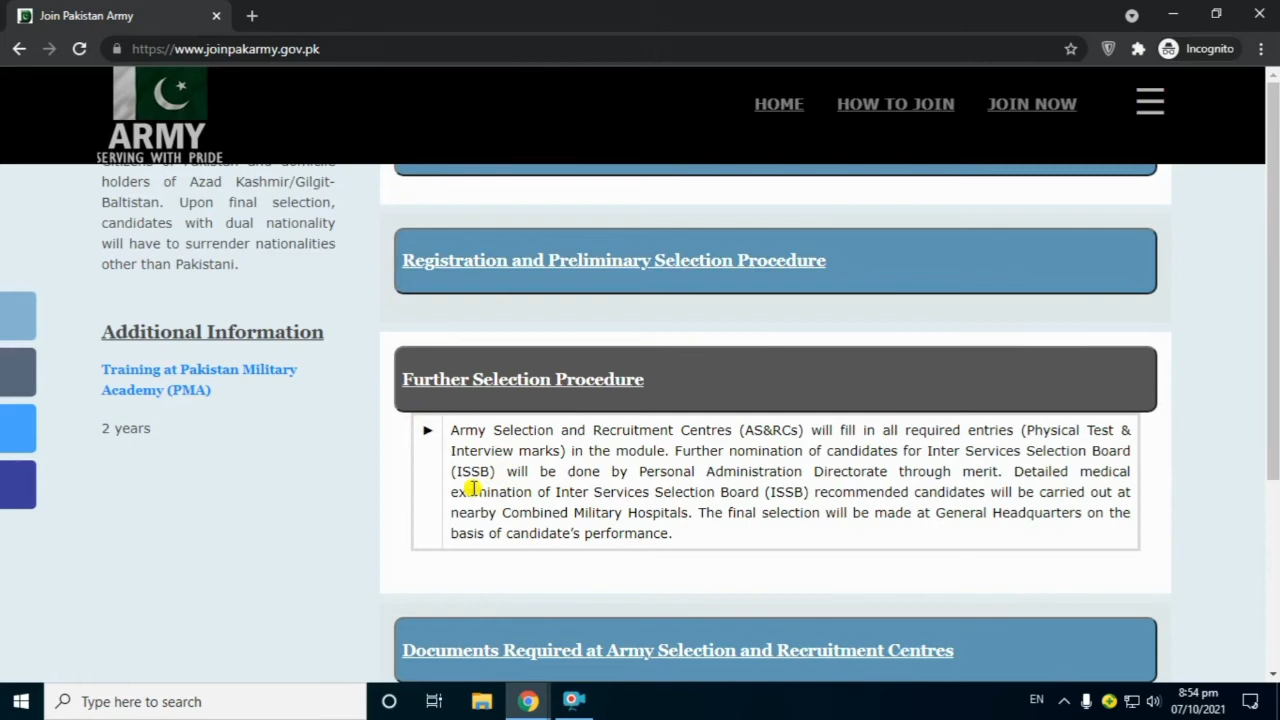 Join Pakistan Army
https://www.joinpakarmy.gov.pk
Incognito
ARMY
SERVING WITH PRIDE
HOME
HOW TO JOIN
JOIN NOW
Citizens of Pakistan and domicile
holders of Azad Kashmir/Gilgit-
Baltistan. Upon final selection,
candidates with dual nationality
will have to surrender nationalities
other than Pakistani.
Additional Information
Training at Pakistan Military
Academy (PMA)
2 years
Registration and Preliminary Selection Procedure
Further Selection Procedure
Army Selection and Recruitment Centres (AS&RCs) will fill in all required entries (Physical Test &
Interview marks) in the module. Further nomination of candidates for Inter Services Selection Board
(ISSB) will be done by Personal Administration Directorate through merit. Detailed medical
examination of Inter Services Selection Board (ISSB) recommended candidates will be carried out at
nearby Combined Military Hospitals. The final selection will be made at General Headquarters on the
basis of candidate's performance.
Documents Required at Army Selection and Recruitment Centres
Type here to search
EN
8:54 pm
07/10/2021